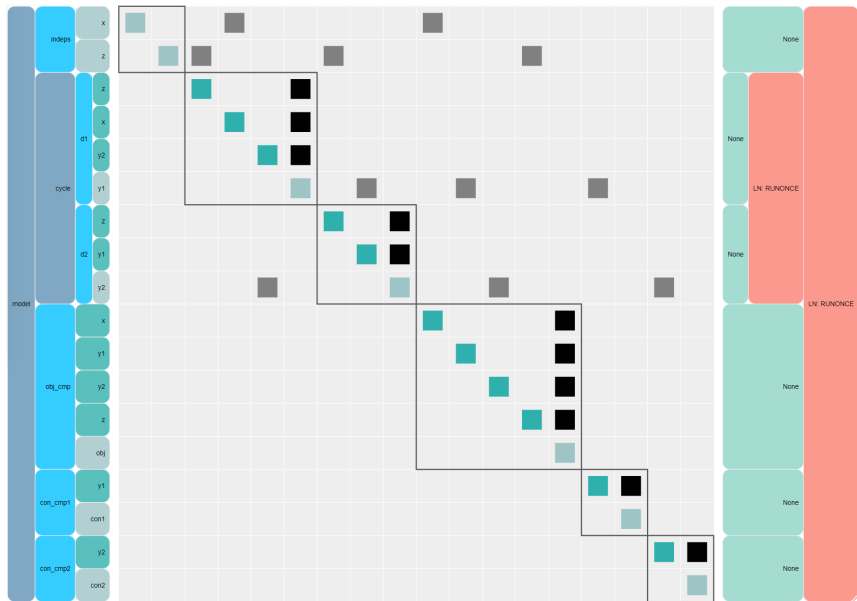 x
indeps
None
z
z
x
d1
None
y2
cycle
LN: RUNONCE
y1
z
d2
y1
None
y2
model
LN: RUNONCE
x
y1
obj_cmp
y2
None
z
obj
y1
con_cmp1
None
con1
y2
con_cmp2
None
con2